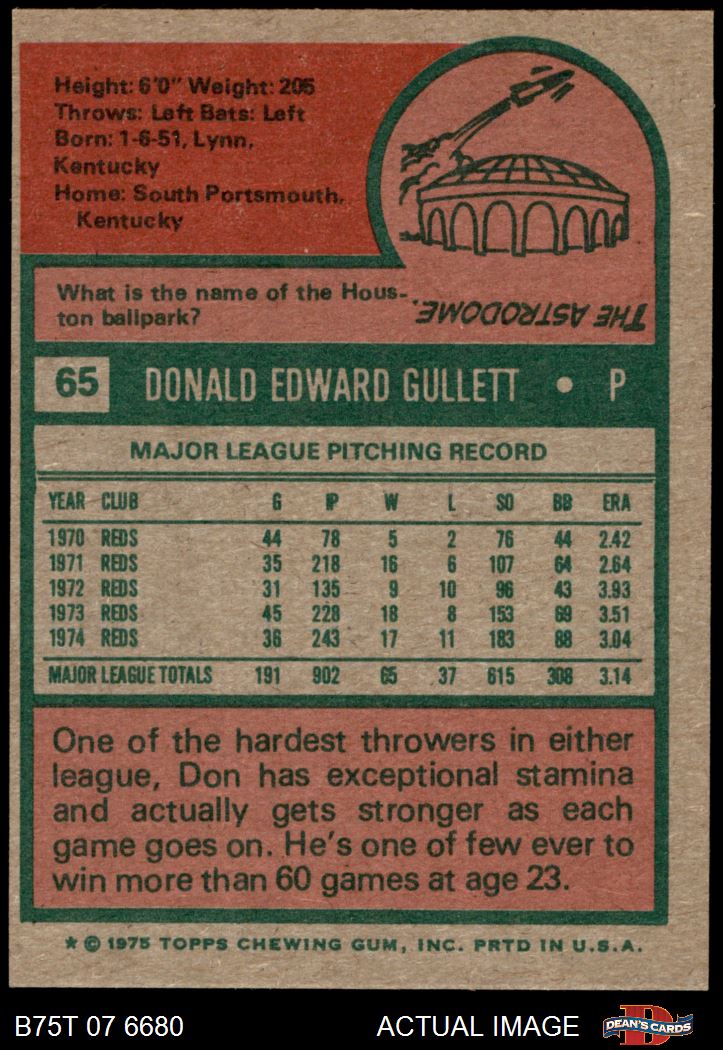 Height: 6'0" Weight: 205
Throws: Left Bats: Left
Born: 1-6-51, Lynn,
Kentucky
Home: South Portsmouth,
Kentucky
What is the name of the Hous-
ton ballpark?
THE ASTRODOME.
65 DONALD EDWARD GULLETT • P
MAJOR LEAGUE PITCHING RECORD
YEAR CLUB G IP W L SO BB ERA
1970 REDS 44 78 5 2 76 44 2.42
1971 REDS 35 218 16 6 107 64 2.64
1972 REDS 31 135 9 10 96 43 3.93
1973 REDS 45 228 18 8 153 69 3.51
1974 REDS 36 243 17 11 183 88 3.04
MAJOR LEAGUE TOTALS 191 902 65 37 615 308 3.14
One of the hardest throwers in either
league, Don has exceptional stamina
and actually gets stronger as each
game goes on. He's one of few ever to
win more than 60 games at age 23.
* © 1975 TOPPS CHEWING GUM, INC. PRTD IN U.S.A.
B75T 07 6680 ACTUAL IMAGE D DEAN'S CARDS